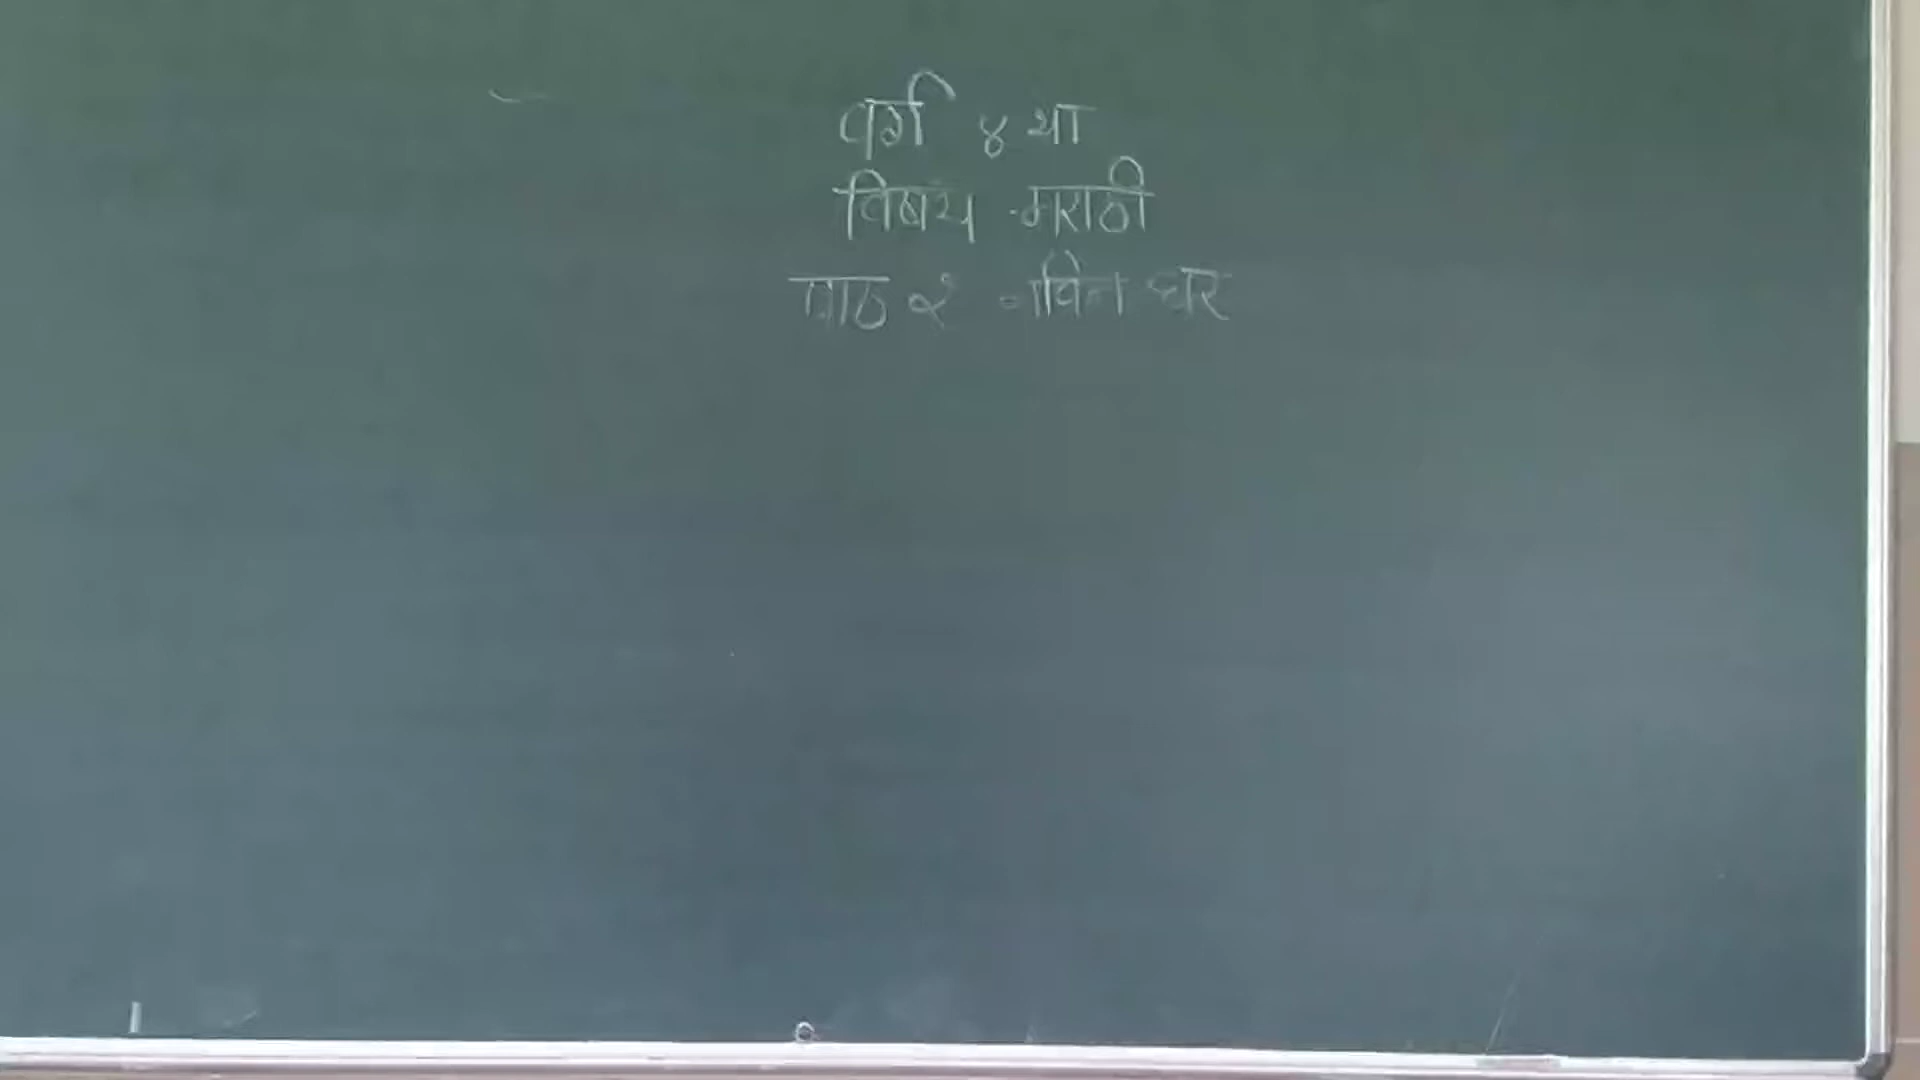 वर्ग ४ था
विषय मराठी
पाठ २ नविन घर